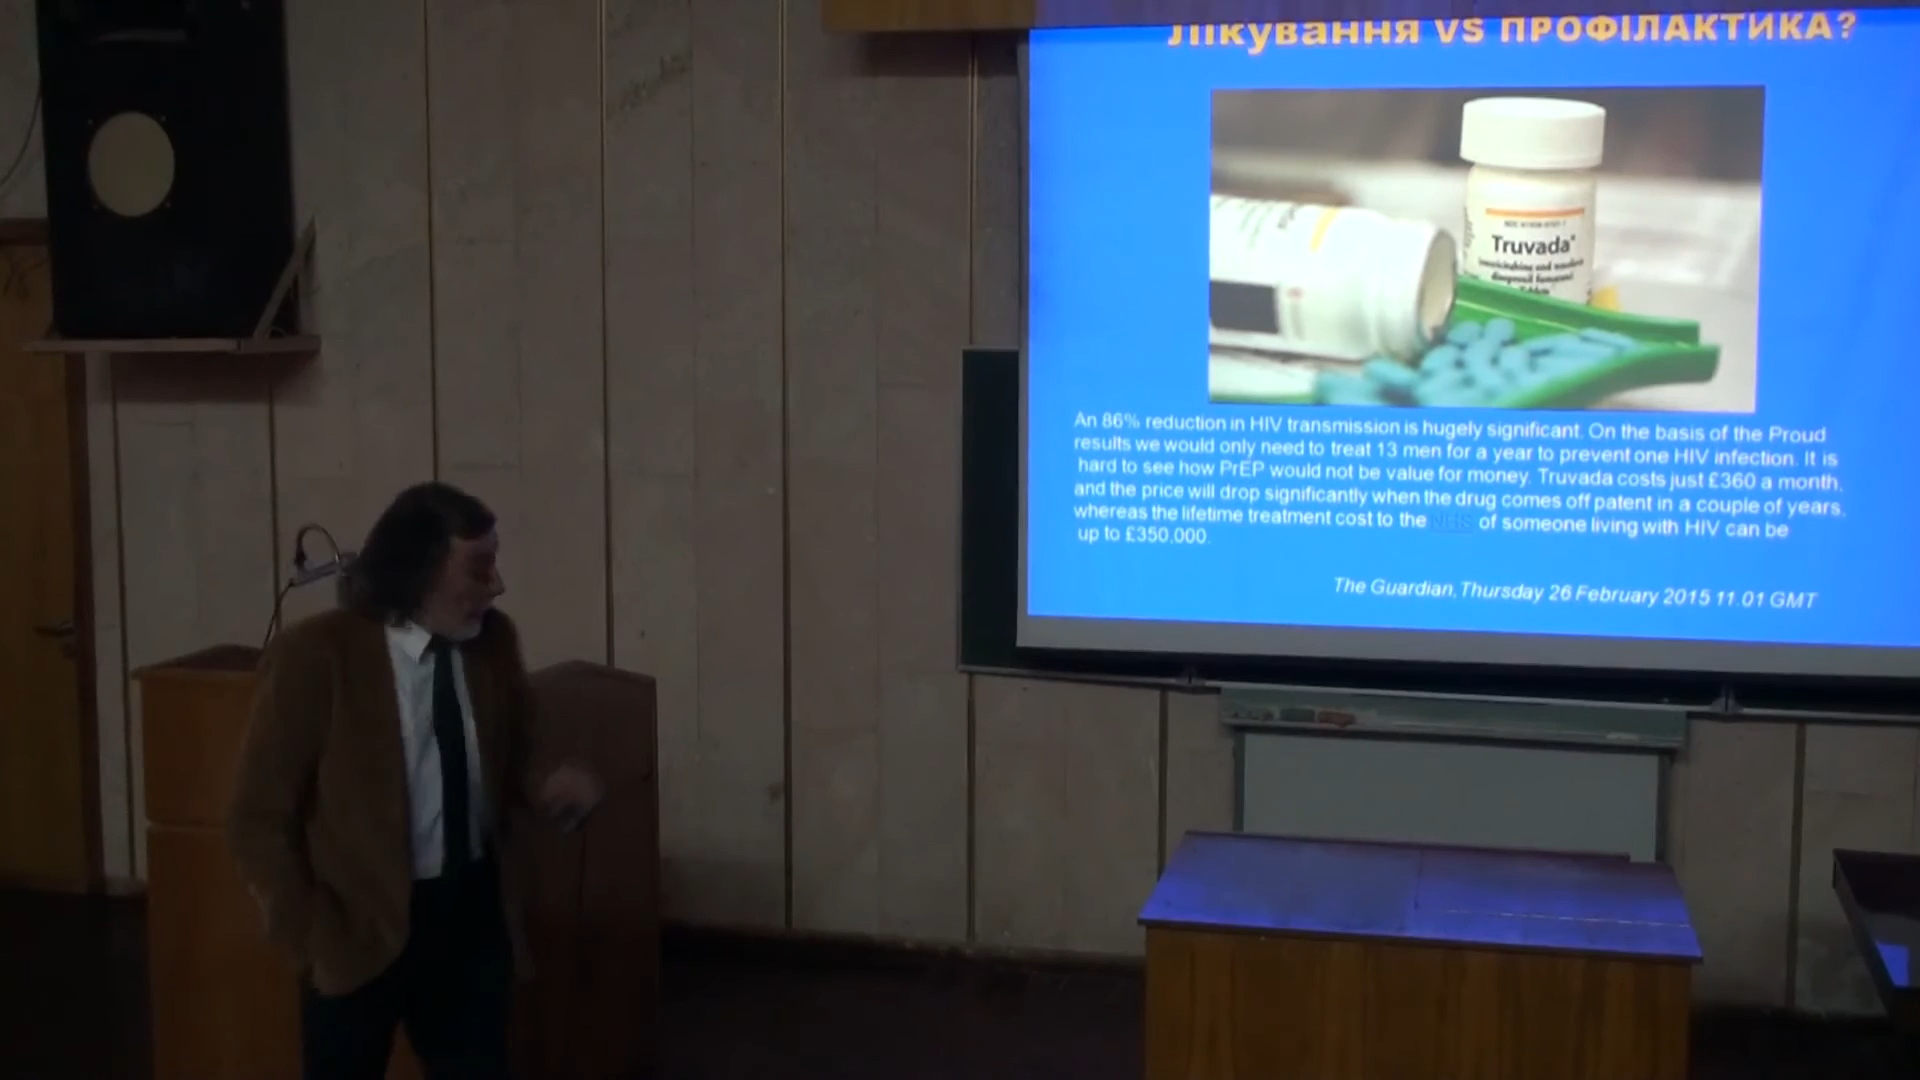 Лікування vs ПРОФІЛАКТИКА?
Truvada
An 86% reduction in HIV transmission is hugely significant. On the basis of the Proud
results we would only need to treat 13 men for a year to prevent one HIV infection. It is
hard to see how PrEP would not be value for money. Truvada costs just £360 a month,
and the price will drop significantly when the drug comes off patent in a couple of years,
whereas the lifetime treatment cost to the NHS of someone living with HIV can be
up to £350,000.
The Guardian, Thursday 26 February 2015 11.01 GMT